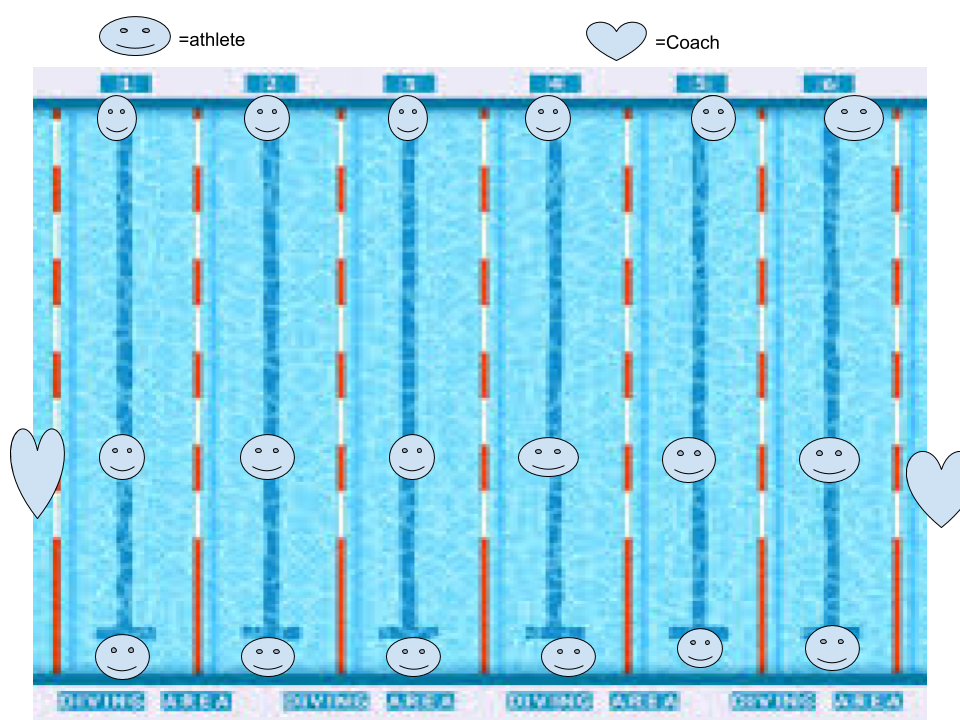 =athlete
=Coach
1 2 3 4 5 6
DIVING AREA DIVING AREA DIVING AREA DIVING AREA